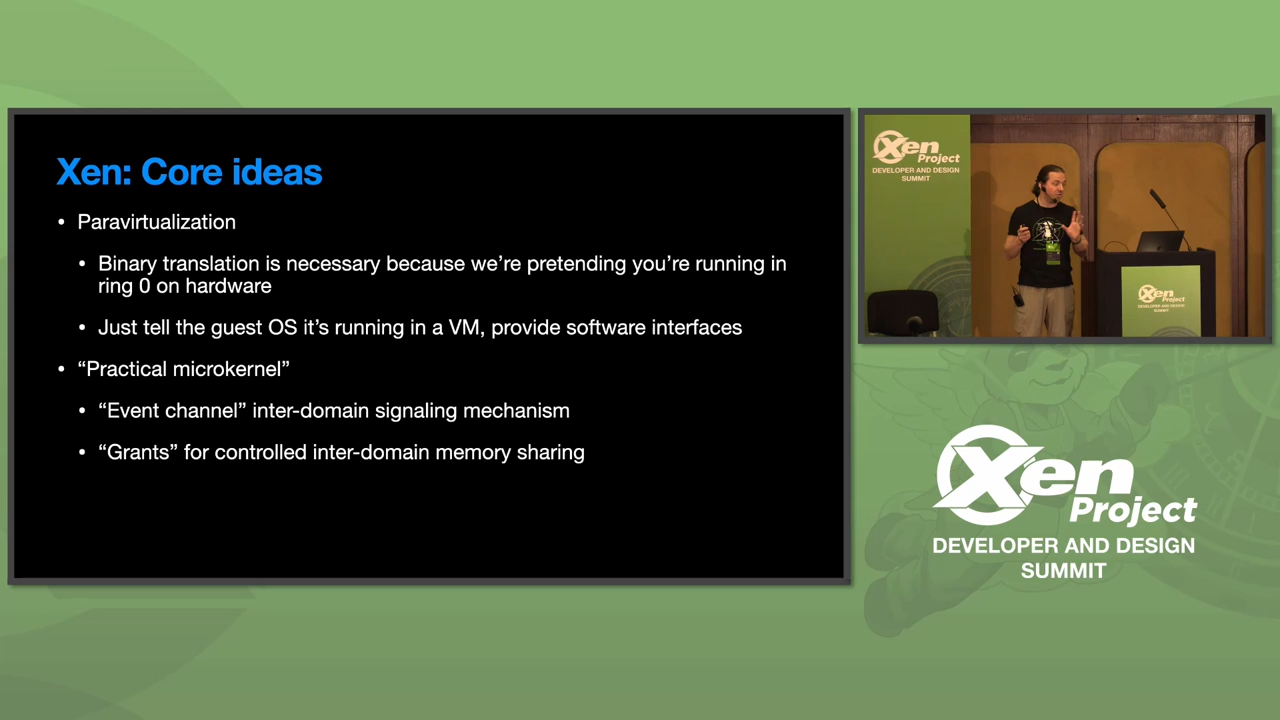 Xen: Core ideas
• Paravirtualization
• Binary translation is necessary because we’re pretending you’re running in
ring 0 on hardware
• Just tell the guest OS it’s running in a VM, provide software interfaces
• “Practical microkernel”
• “Event channel” inter-domain signaling mechanism
• “Grants” for controlled inter-domain memory sharing
Xen
Project
DEVELOPER AND DESIGN
SUMMIT
Xen
Project
DEVELOPER AND DESIGN
SUMMIT
Xen
Project
DEVELOPER AND DESIGN
SUMMIT